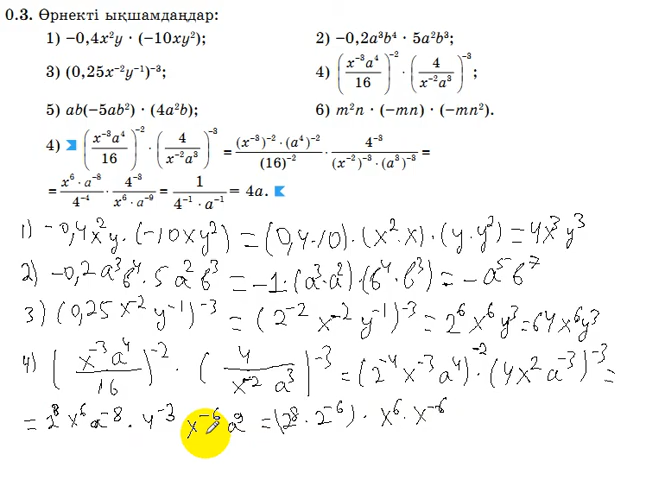 0.3. Өрнекті ықшамдаңдар:
1) −0,4x²y · (−10xy²); 2) −0,2a³b⁴ · 5a²b³;
3) (0,25x⁻²y⁻¹)⁻³; 4) (x⁻³a⁴/16)⁻² · (4/x⁻²a³)⁻³;
5) ab(−5ab²) · (4a²b); 6) m²n · (−mn) · (−mn²).
4) (x⁻³a⁴/16)⁻² · (4/x⁻²a³)⁻³ = (x⁻³)⁻² · (a⁴)⁻²/(16)⁻² · 4⁻³/(x⁻²)⁻³ · (a³)⁻³ =
= x⁶ · a⁻⁸/4⁻⁴ · 4⁻³/x⁶ · a⁻⁹ = 1/4⁻¹ · a⁻¹ = 4a.
1) −0,4x²y · (−10xy²) = (0,4·10)·(x²·x)·(y·y²) = 4x³y³
2) −0,2a³b⁴ · 5a²b³ = −1·(a³·a²)·(b⁴·b³) = −a⁵b⁷
3) (0,25x⁻²y⁻¹)⁻³ = (2⁻²x⁻²y⁻¹)⁻³ = 2⁶x⁶y³ = 64x⁶y³
4) (x⁻³a⁴/16)⁻² · (4/x⁻²a³)⁻³ = (2⁻⁴x⁻³a⁴)⁻² · (4x²a⁻³)⁻³ =
= 2⁸x⁶a⁻⁸ · 4⁻³x⁻⁶a⁹ = (2⁸·2⁻⁶)·x⁶·x⁻⁶